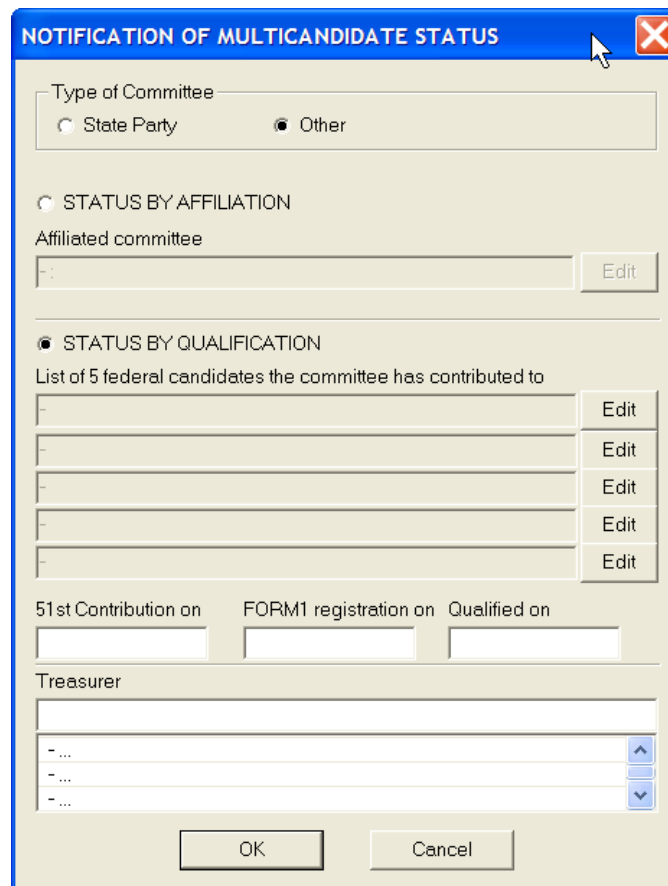 NOTIFICATION OF MULTICANDIDATE STATUS
Type of Committee
State Party Other
STATUS BY AFFILIATION
Affiliated committee
- : Edit
STATUS BY QUALIFICATION
List of 5 federal candidates the committee has contributed to
- Edit
- Edit
- Edit
- Edit
- Edit
51st Contribution on FORM1 registration on Qualified on
Treasurer
- ...
- ...
- ...
OK Cancel